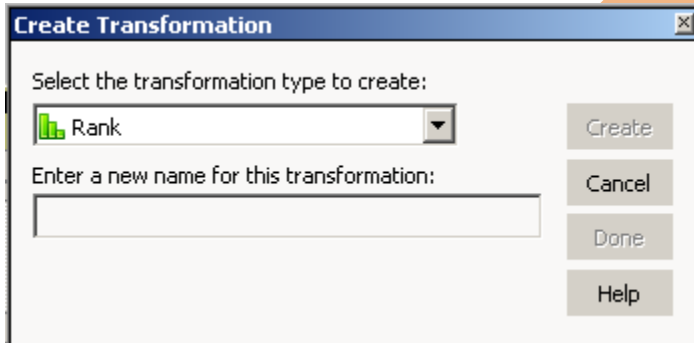 Create Transformation
Select the transformation type to create:
Rank
Create
Enter a new name for this transformation:
Cancel
Done
Help